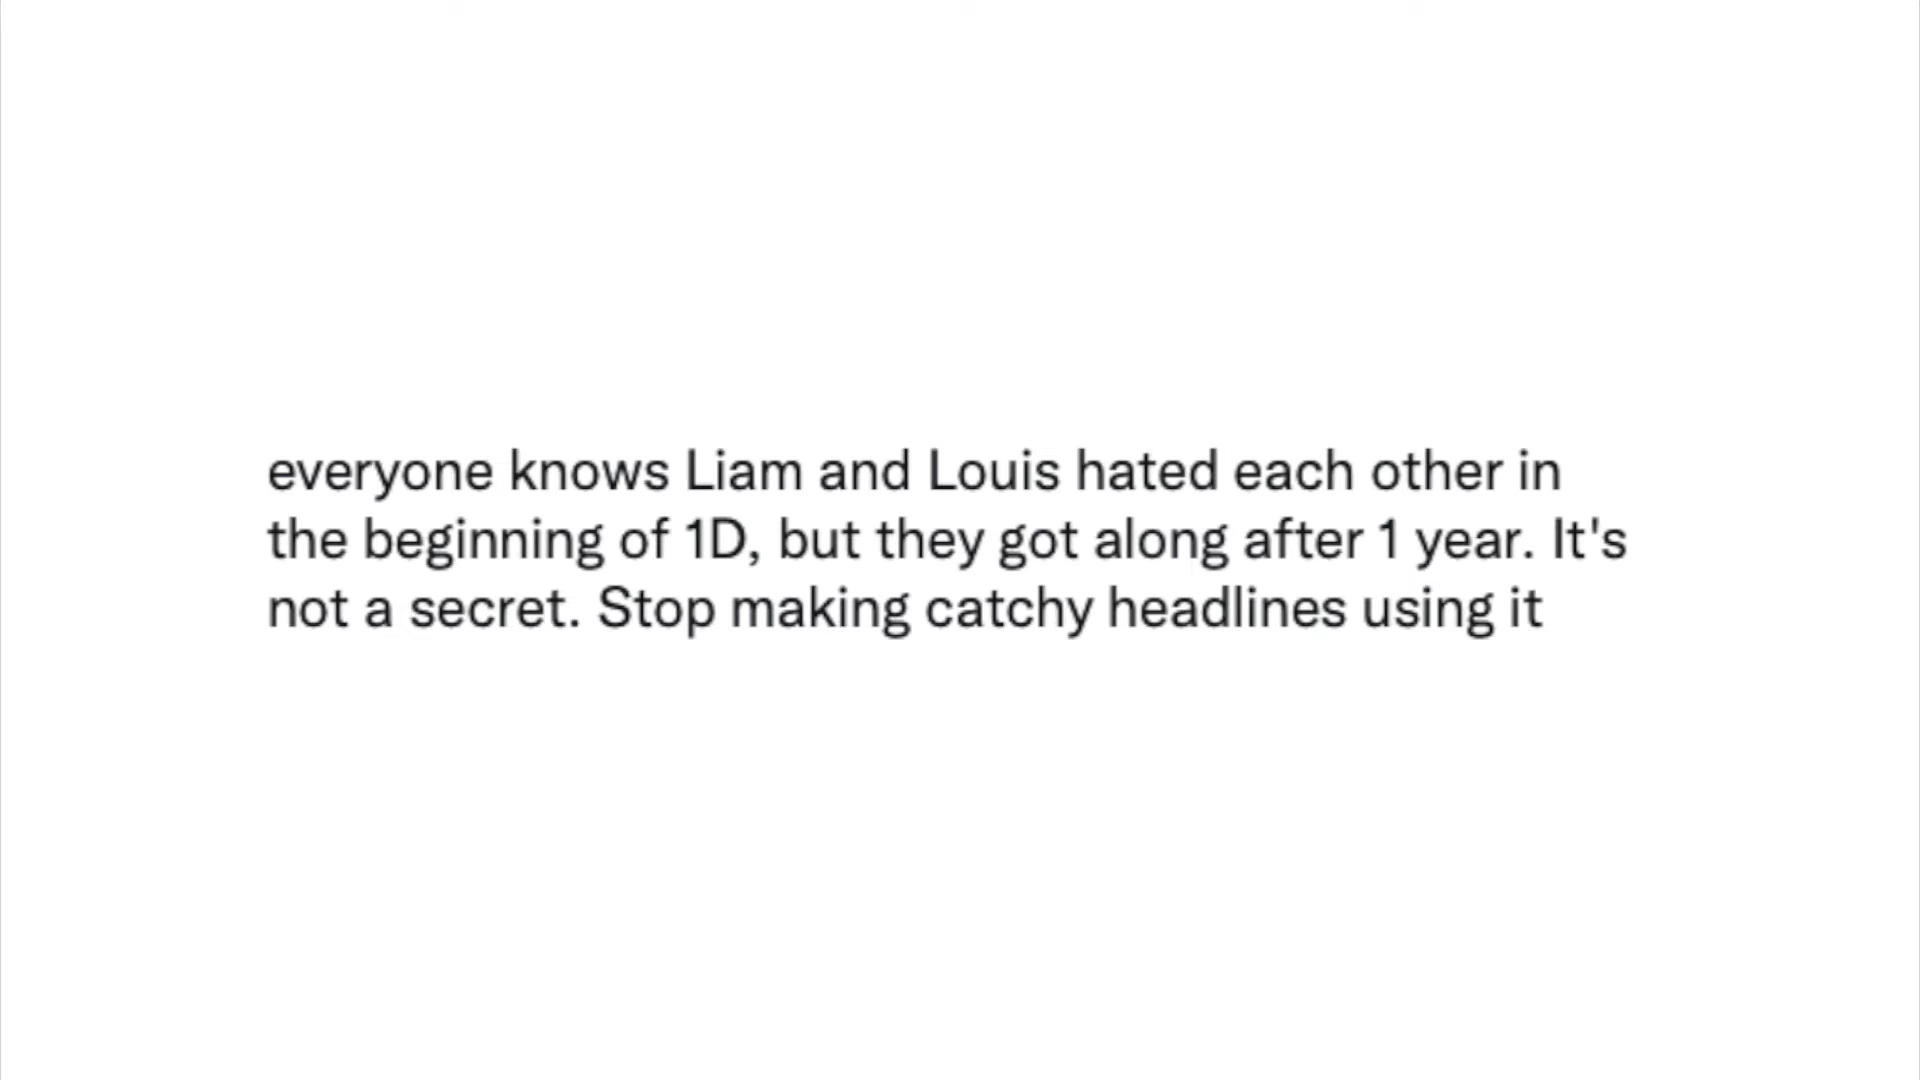 everyone knows Liam and Louis hated each other in
the beginning of 1D, but they got along after 1 year. It's
not a secret. Stop making catchy headlines using it